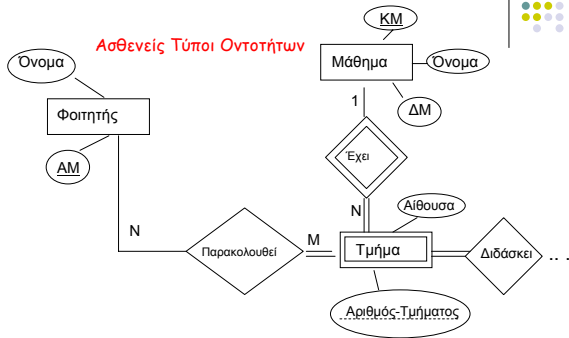 ΚΜ
Ασθενείς Τύποι Οντοτήτων
Όνομα
Μάθημα
Όνομα
1
ΔΜ
Φοιτητής
Έχει
ΑΜ
Ν
Αίθουσα
Ν
Παρακολουθεί
Μ
Τμήμα
Διδάσκει
.. .
Αριθμός-Τμήματος